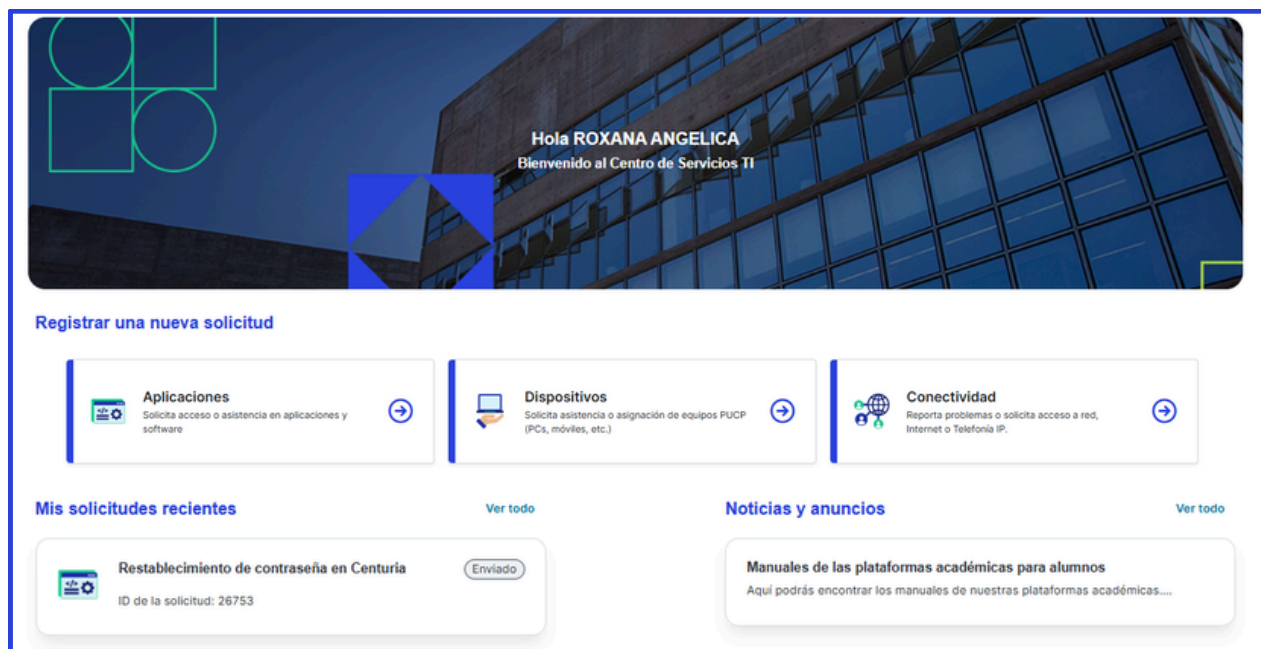 Hola ROXANA ANGELICA
Bienvenido al Centro de Servicios TI
Registrar una nueva solicitud
Aplicaciones
Solicita acceso o asistencia en aplicaciones y
software
Dispositivos
Solicita asistencia o asignación de equipos PUCP
(PCs, móviles, etc.)
Conectividad
Reporta problemas o solicita acceso a red,
Internet o Telefonía IP.
Mis solicitudes recientes
Ver todo
Restablecimiento de contraseña en Centuria
Enviado
ID de la solicitud: 26753
Noticias y anuncios
Ver todo
Manuales de las plataformas académicas para alumnos
Aquí podrás encontrar los manuales de nuestras plataformas académicas....